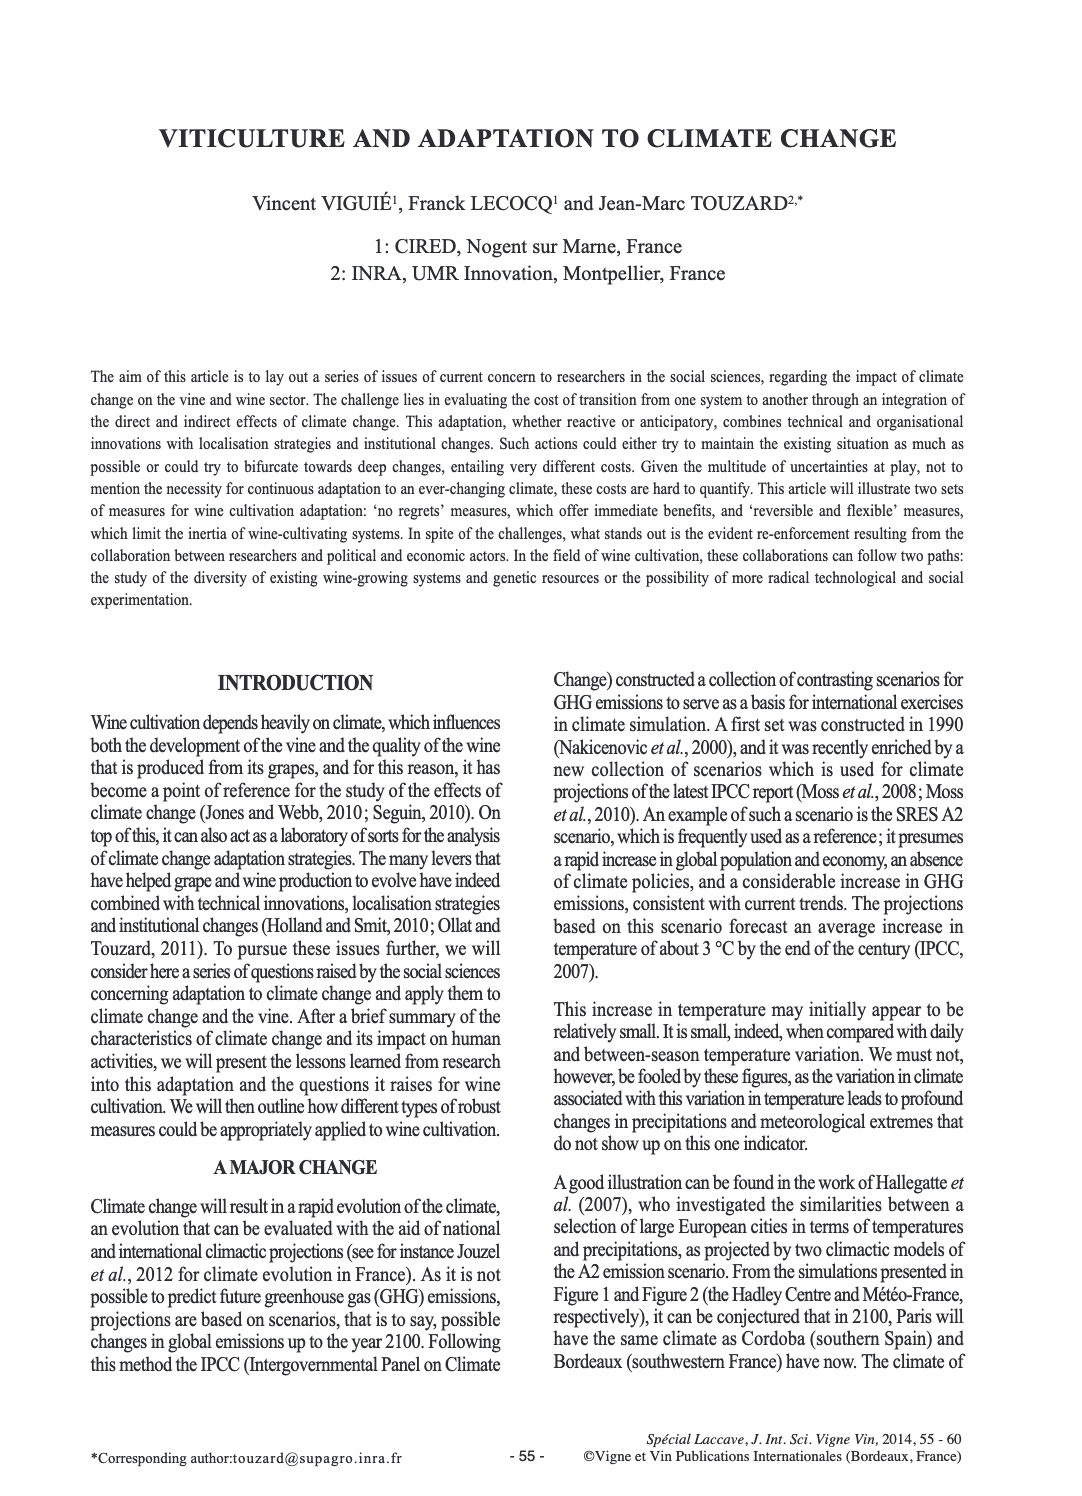 VITICULTURE AND ADAPTATION TO CLIMATE CHANGE
Vincent VIGUIÉ1, Franck LECOCQ1 and Jean-Marc TOUZARD2,*
1: CIRED, Nogent sur Marne, France
2: INRA, UMR Innovation, Montpellier, France
The aim of this article is to lay out a series of issues of current concern to researchers in the social sciences, regarding the impact of climate
change on the vine and wine sector. The challenge lies in evaluating the cost of transition from one system to another through an integration of
the direct and indirect effects of climate change. This adaptation, whether reactive or anticipatory, combines technical and organisational
innovations with localisation strategies and institutional changes. Such actions could either try to maintain the existing situation as much as
possible or could try to bifurcate towards deep changes, entailing very different costs. Given the multitude of uncertainties at play, not to
mention the necessity for continuous adaptation to an ever-changing climate, these costs are hard to quantify. This article will illustrate two sets
of measures for wine cultivation adaptation: ‘no regrets’ measures, which offer immediate benefits, and ‘reversible and flexible’ measures,
which limit the inertia of wine-cultivating systems. In spite of the challenges, what stands out is the evident re-enforcement resulting from the
collaboration between researchers and political and economic actors. In the field of wine cultivation, these collaborations can follow two paths:
the study of the diversity of existing wine-growing systems and genetic resources or the possibility of more radical technological and social
experimentation.
INTRODUCTION
Wine cultivation depends heavily on climate, which influences
both the development of the vine and the quality of the wine
that is produced from its grapes, and for this reason, it has
become a point of reference for the study of the effects of
climate change (Jones and Webb, 2010; Seguin, 2010). On
top of this, it can also act as a laboratory of sorts for the analysis
of climate change adaptation strategies. The many levers that
have helped grape and wine production to evolve have indeed
combined with technical innovations, localisation strategies
and institutional changes (Holland and Smit, 2010; Ollat and
Touzard, 2011). To pursue these issues further, we will
consider here a series of questions raised by the social sciences
concerning adaptation to climate change and apply them to
climate change and the vine. After a brief summary of the
characteristics of climate change and its impact on human
activities, we will present the lessons learned from research
into this adaptation and the questions it raises for wine
cultivation. We will then outline how different types of robust
measures could be appropriately applied to wine cultivation.
A MAJOR CHANGE
Climate change will result in a rapid evolution of the climate,
an evolution that can be evaluated with the aid of national
and international climactic projections (see for instance Jouzel
et al., 2012 for climate evolution in France). As it is not
possible to predict future greenhouse gas (GHG) emissions,
projections are based on scenarios, that is to say, possible
changes in global emissions up to the year 2100. Following
this method the IPCC (Intergovernmental Panel on Climate
Change) constructed a collection of contrasting scenarios for
GHG emissions to serve as a basis for international exercises
in climate simulation. A first set was constructed in 1990
(Nakicenovic et al., 2000), and it was recently enriched by a
new collection of scenarios which is used for climate
projections of the latest IPCC report (Moss et al., 2008; Moss
et al., 2010). An example of such a scenario is the SRES A2
scenario, which is frequently used as a reference; it presumes
a rapid increase in global population and economy, an absence
of climate policies, and a considerable increase in GHG
emissions, consistent with current trends. The projections
based on this scenario forecast an average increase in
temperature of about 3 °C by the end of the century (IPCC,
2007).
This increase in temperature may initially appear to be
relatively small. It is small, indeed, when compared with daily
and between-season temperature variation. We must not,
however, be fooled by these figures, as the variation in climate
associated with this variation in temperature leads to profound
changes in precipitations and meteorological extremes that
do not show up on this one indicator.
A good illustration can be found in the work of Hallegatte et
al. (2007), who investigated the similarities between a
selection of large European cities in terms of temperatures
and precipitations, as projected by two climactic models of
the A2 emission scenario. From the simulations presented in
Figure 1 and Figure 2 (the Hadley Centre and Météo-France,
respectively), it can be conjectured that in 2100, Paris will
have the same climate as Cordoba (southern Spain) and
Bordeaux (southwestern France) have now. The climate of
*Corresponding author:touzard@supagro.inra.fr
- 55 -
Spécial Laccave, J. Int. Sci. Vigne Vin, 2014, 55 - 60
©Vigne et Vin Publications Internationales (Bordeaux, France)